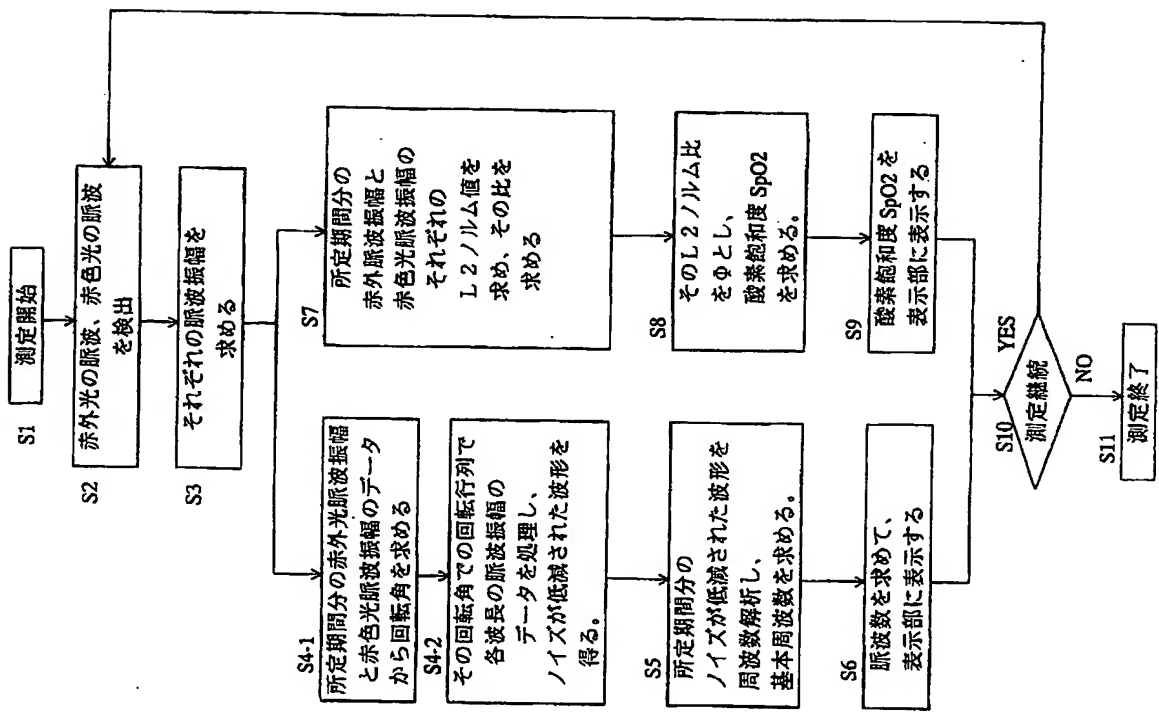 S1
測定開始
S2
赤外光の脈波、赤色光の脈波
を検出
S3
それぞれの脈波振幅を
求める
S4-1
所定期間分の赤外光脈波振幅
と赤色光脈波振幅のデータ
から回転角を求める
S4-2
その回転角での回転行列で
各波長の脈波振幅の
データを処理し、
ノイズが低減された波形を
得る。
S5
所定期間分の
ノイズが低減された波形を
周波数解析し、
基本周波数を求める。
S6
脈波数を求めて、
表示部に表示する
S7
所定期間分の
赤外脈波振幅と
赤色光脈波振幅の
それぞれの
L2ノルム値を
求め、その比を
求める
S8
そのL2ノルム比
をΦとし、
酸素飽和度 SpO2
を求める。
S9
酸素飽和度 SpO2を
表示部に表示する
S10
測定継続
YES
NO
S11
測定終了